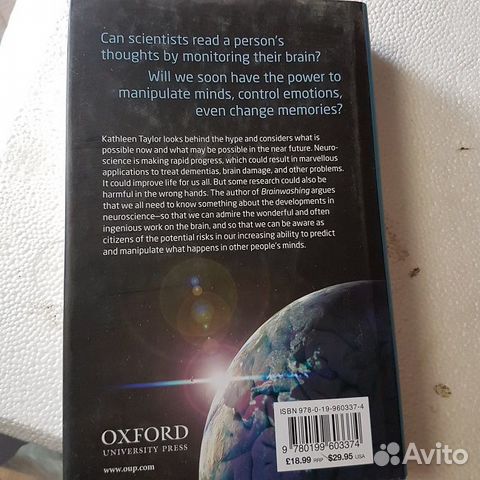 Can scientists read a person's
thoughts by monitoring their brain?
Will we soon have the power to
manipulate minds, control emotions,
even change memories?
Kathleen Taylor looks behind the hype and considers what is
possible now and what may be possible in the near future. Neuro-
science is making rapid progress, which could result in marvellous
applications to treat dementias, brain damage, and other problems.
It could improve life for us all. But some research could also be
harmful in the wrong hands. The author of Brainwashing argues
that we all need to know something about the developments in
neuroscience—so that we can admire the wonderful and often
ingenious work on the brain, and so that we can be aware as
citizens of the potential risks in our increasing ability to predict
and manipulate what happens in other people's minds.
OXFORD
UNIVERSITY PRESS
www.oup.com
ISBN 978-0-19-960337-4
9 780199 603374
£18.99 RRP $29.95 USA
Avito